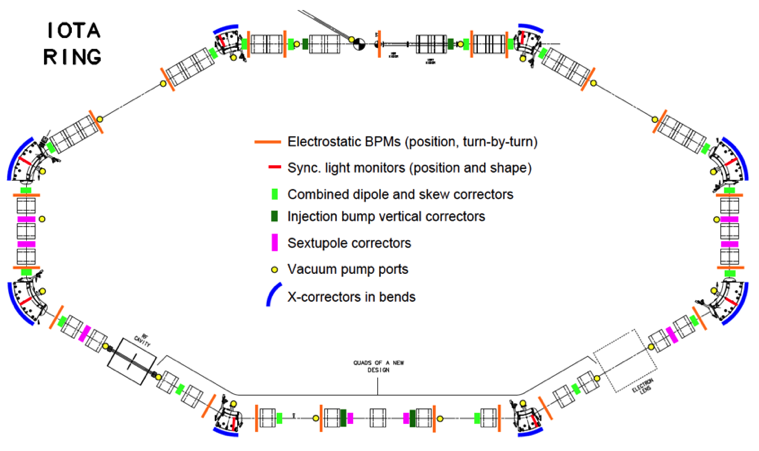 IOTA
RING
Electrostatic BPMs (position, turn-by-turn)
Sync. light monitors (position and shape)
Combined dipole and skew correctors
Injection bump vertical correctors
Sextupole correctors
Vacuum pump ports
X-correctors in bends
RF
CAVITY
QUADS OF A NEW
DESIGN
ELECTRON
LENS